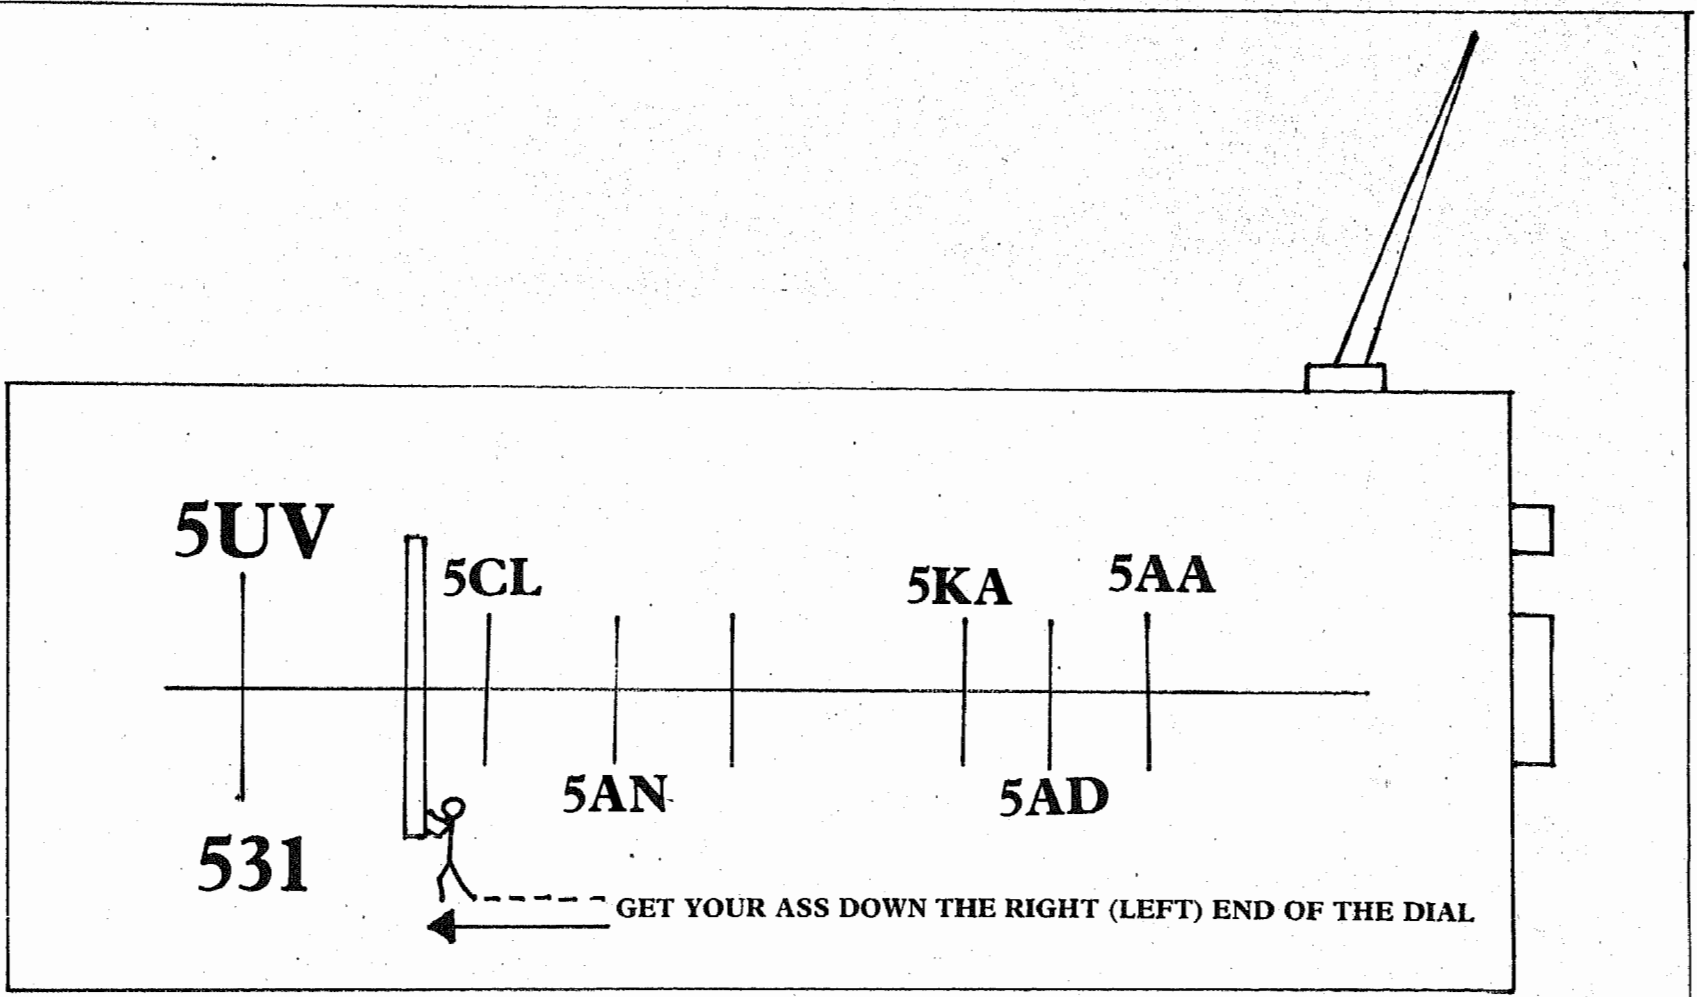 5UV
5CL
5KA
5AA
5AN
5AD
531
GET YOUR ASS DOWN THE RIGHT (LEFT) END OF THE DIAL